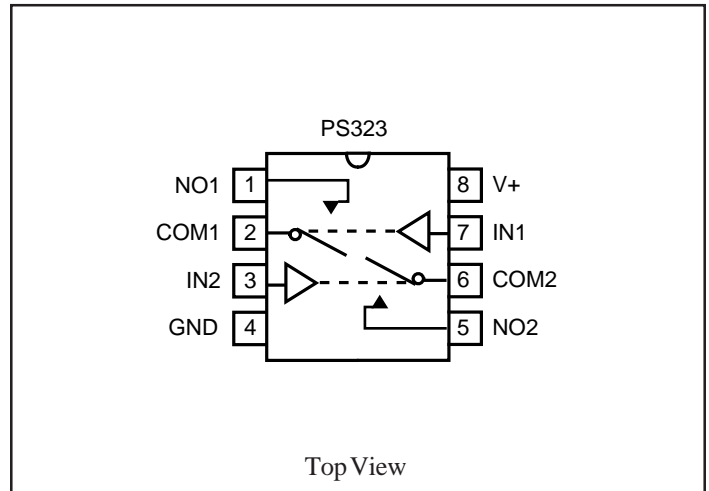 PS323
NO1 1 8 V+
COM1 2 7 IN1
IN2 3 6 COM2
GND 4 5 NO2
Top View